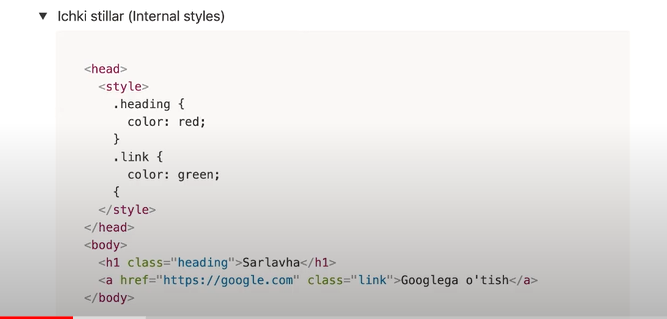 ▼ Ichki stillar (Internal styles)
<head>
<style>
.heading {
color: red;
}
.link {
color: green;
{
</style>
</head>
<body>
<h1 class="heading">Sarlavha</h1>
<a href="https://google.com" class="link">Googlega o'tish</a>
</body>